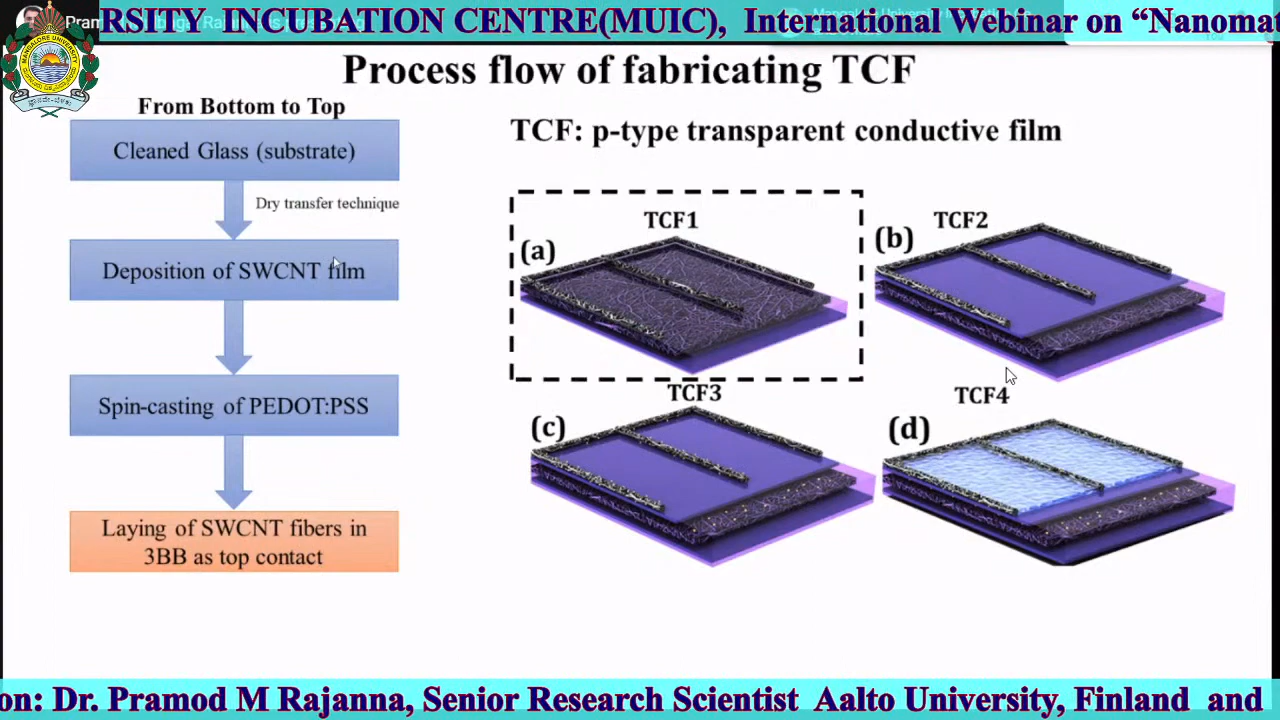 RSITY INCUBATION CENTRE(MUIC), International Webinar on “Nanoma
Process flow of fabricating TCF
From Bottom to Top
Cleaned Glass (substrate)
Dry transfer technique
Deposition of SWCNT film
Spin-casting of PEDOT:PSS
Laying of SWCNT fibers in
3BB as top contact
TCF: p-type transparent conductive film
TCF1
(a)
TCF2
(b)
TCF3
(c)
TCF4
(d)
on: Dr. Pramod M Rajanna, Senior Research Scientist Aalto University, Finland and